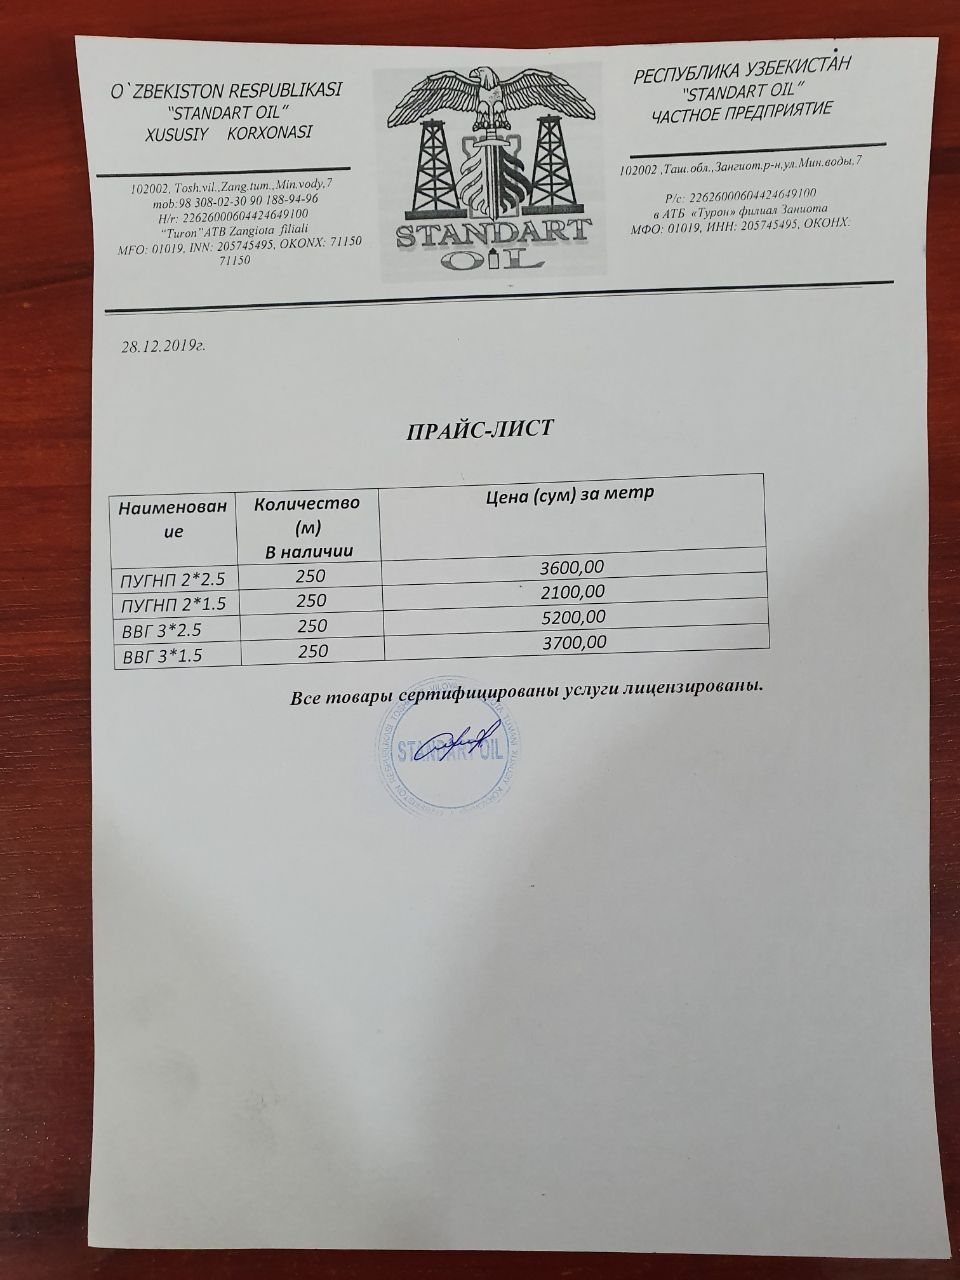 O`ZBEKISTON RESPUBLIKASI
"STANDART OIL"
XUSUSIY KORXONASI
102002, Tosh.vil.,Zang.tum.,Min.vody,7
mob:98 308-02-30 90 188-94-96
H/r: 22626000604424649100
"Turon"ATB Zangiota filiali
MFO: 01019, INN: 205745495, OKONX: 71150
71150
STANDART
OIL
РЕСПУБЛИКА УЗБЕКИСТАН
"STANDART OIL"
ЧАСТНОЕ ПРЕДПРИЯТИЕ
102002 ,Таш.обл.,Зангиот.р-н,ул.Мин.воды,7
Р/с: 22626000604424649100
в АТБ «Турон» филиал Заниота
МФО: 01019, ИНН: 205745495, ОКОНХ:
28.12.2019г.
ПРАЙС-ЛИСТ
Наименован
ие
Количество
(м)
В наличии
Цена (сум) за метр
ПУГНП 2*2.5 250 3600,00
ПУГНП 2*1.5 250 2100,00
ВВГ 3*2.5 250 5200,00
ВВГ 3*1.5 250 3700,00
Все товары сертифицированы услуги лицензированы.
STANDART OIL